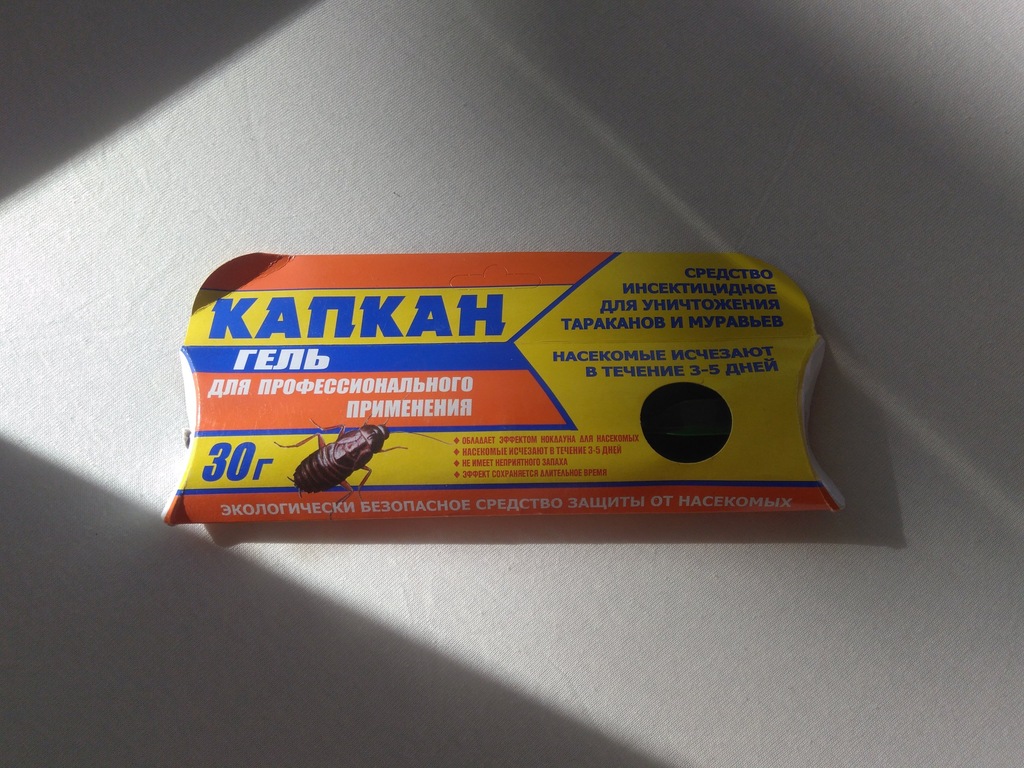 КАПКАН
ГЕЛЬ
ДЛЯ ПРОФЕССИОНАЛЬНОГО
ПРИМЕНЕНИЯ
30г
СРЕДСТВО
ИНСЕКТИЦИДНОЕ
ДЛЯ УНИЧТОЖЕНИЯ
ТАРАКАНОВ И МУРАВЬЕВ
НАСЕКОМЫЕ ИСЧЕЗАЮТ
В ТЕЧЕНИЕ 3-5 ДНЕЙ
ОБЛАДАЕТ ЭФФЕКТОМ НОКДАУНА ДЛЯ НАСЕКОМЫХ
НАСЕКОМЫЕ ИСЧЕЗАЮТ В ТЕЧЕНИЕ 3-5 ДНЕЙ
НЕ ИМЕЕТ НЕПРИЯТНОГО ЗАПАХА
ЭФФЕКТ СОХРАНЯЕТСЯ ДЛИТЕЛЬНОЕ ВРЕМЯ
ЭКОЛОГИЧЕСКИ БЕЗОПАСНОЕ СРЕДСТВО ЗАЩИТЫ ОТ НАСЕКОМЫХ